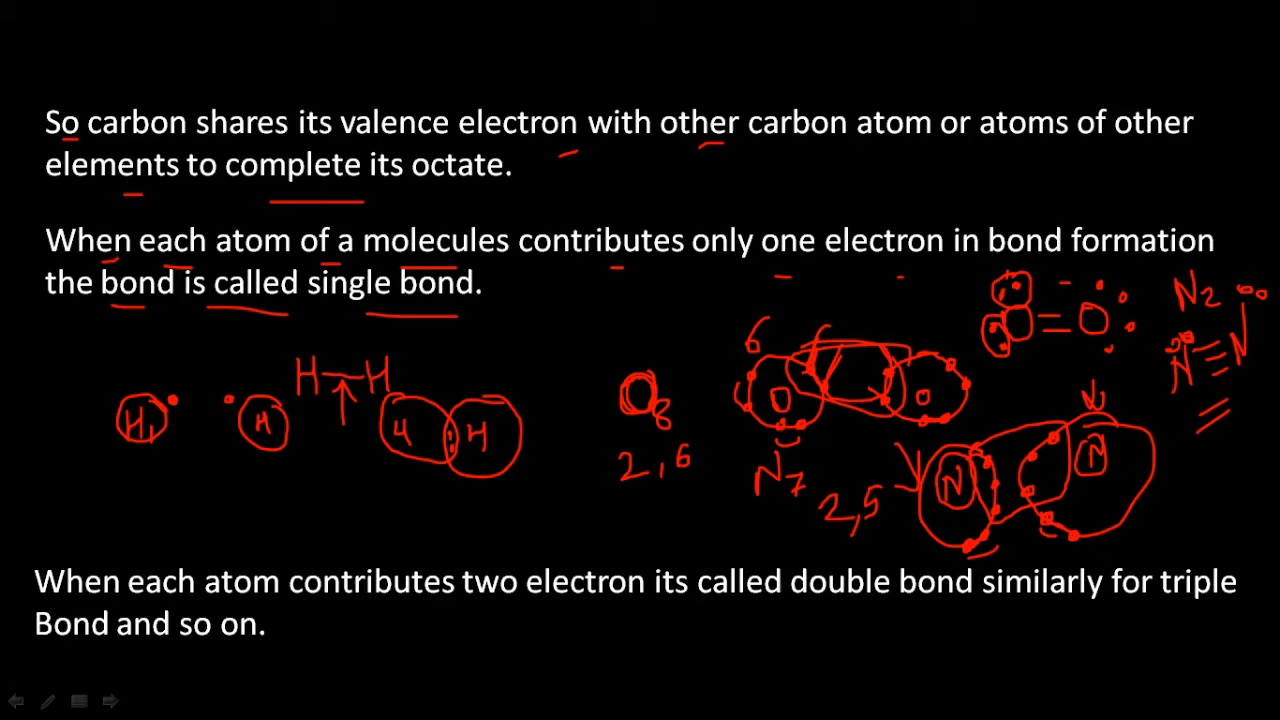 So carbon shares its valence electron with other carbon atom or atoms of other
elements to complete its octate.
When each atom of a molecules contributes only one electron in bond formation
the bond is called single bond.
6
N2
O = O
N≡N
H—H
H1
H
H
H
8
O
O
2,6
N7
2,5
N
N
When each atom contributes two electron its called double bond similarly for triple
Bond and so on.